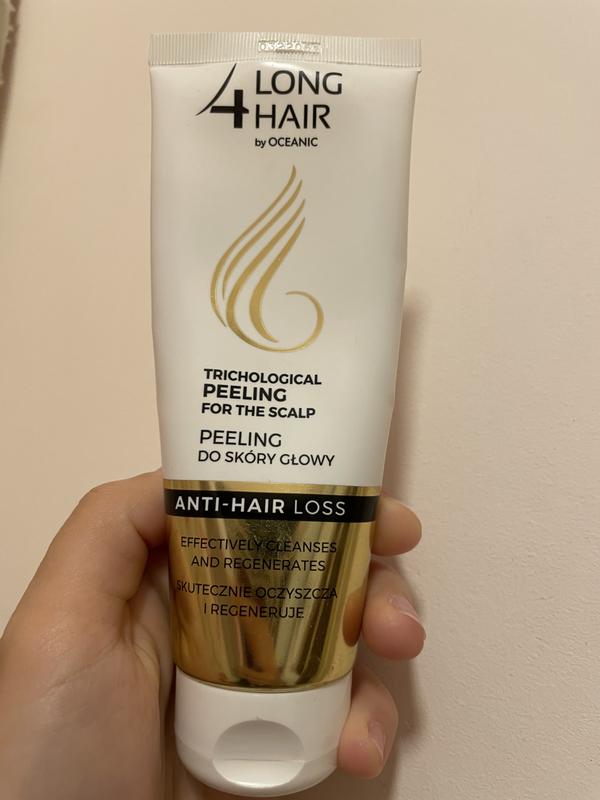 4 LONG
HAIR
by OCEANIC
TRICHOLOGICAL
PEELING
FOR THE SCALP
PEELING
DO SKÓRY GŁOWY
ANTI-HAIR LOSS
EFFECTIVELY CLEANSES
AND REGENERATES
SKUTECZNIE OCZYSZCZA
I REGENERUJE